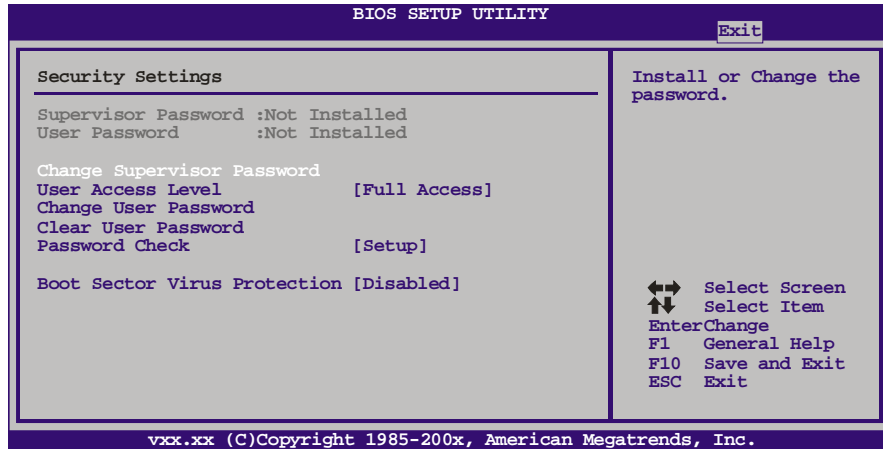 BIOS SETUP UTILITY
Exit
Security Settings
Supervisor Password :Not Installed
User Password :Not Installed
Change Supervisor Password
User Access Level [Full Access]
Change User Password
Clear User Password
Password Check [Setup]
Boot Sector Virus Protection [Disabled]
Install or Change the
password.
Select Screen
Select Item
EnterChange
F1 General Help
F10 Save and Exit
ESC Exit
vxx.xx (C)Copyright 1985-200x, American Megatrends, Inc.